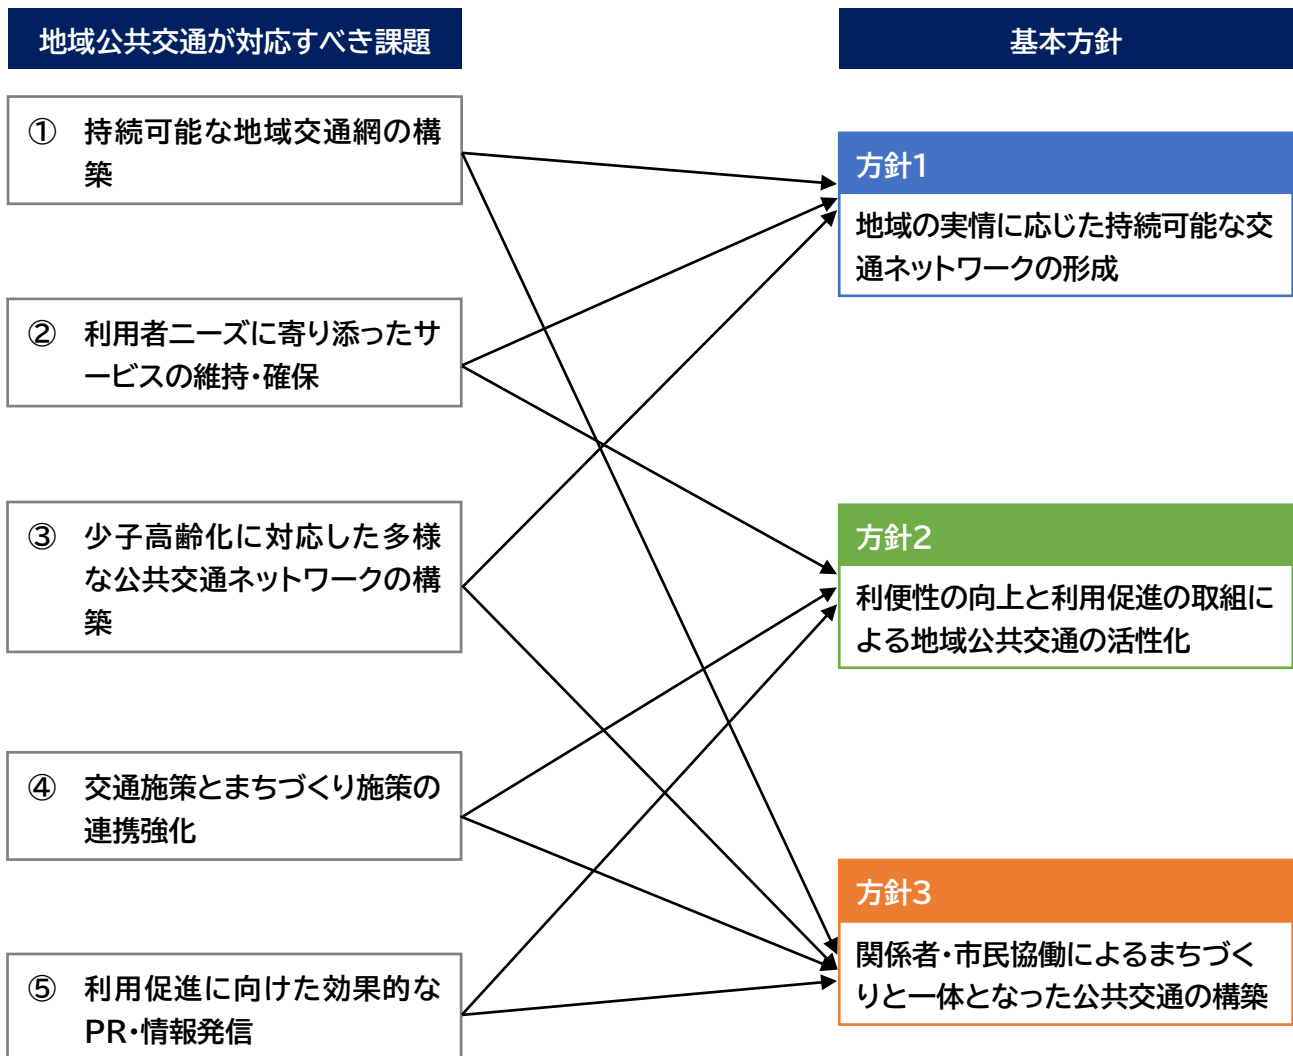 地域公共交通が対応すべき課題
① 持続可能な地域交通網の構
築
② 利用者ニーズに寄り添ったサ
ービスの維持・確保
③ 少子高齢化に対応した多様
な公共交通ネットワークの構
築
④ 交通施策とまちづくり施策の
連携強化
⑤ 利用促進に向けた効果的な
PR・情報発信
基本方針
方針1
地域の実情に応じた持続可能な交
通ネットワークの形成
方針2
利便性の向上と利用促進の取組に
よる地域公共交通の活性化
方針3
関係者・市民協働によるまちづく
りと一体となった公共交通の構築